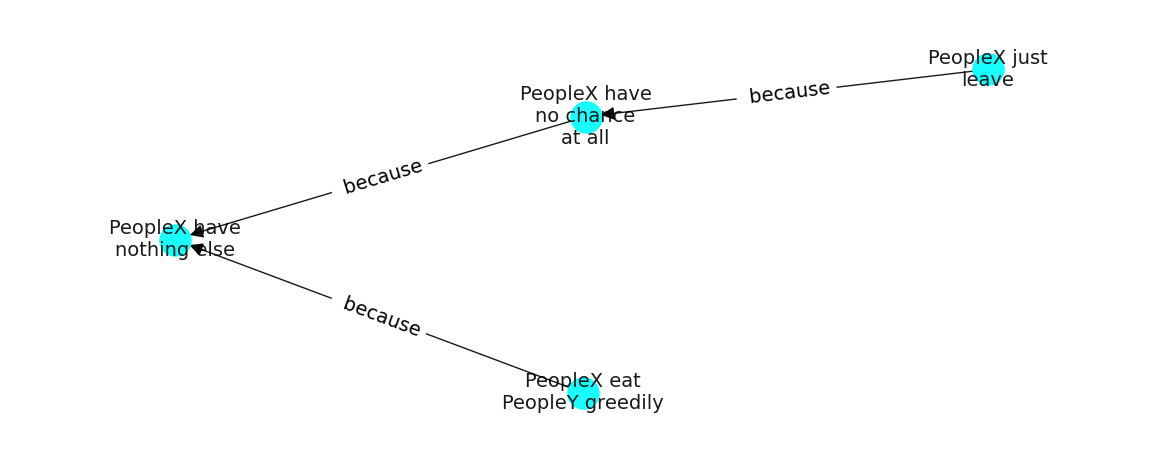 PeopleX just
leave
because
PeopleX have
no chance
at all
because
PeopleX have
nothing else
because
PeopleX eat
PeopleY greedily